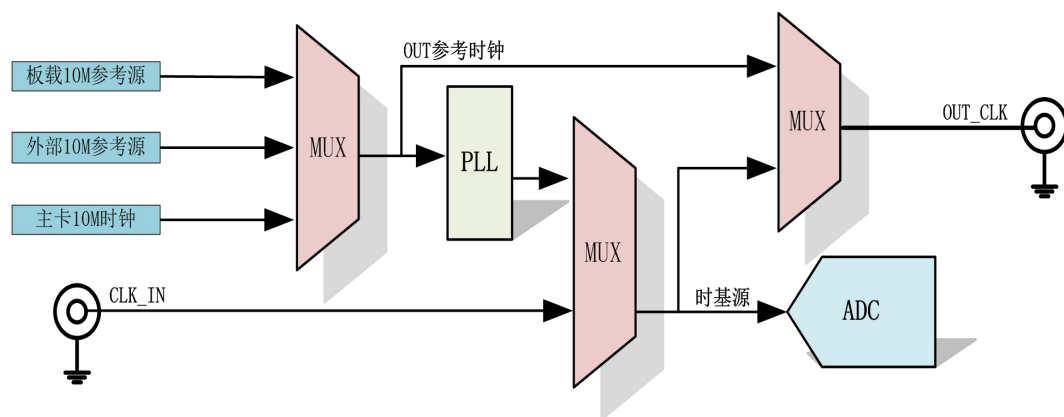 OUT参考时钟
板载10M参考源
OUT_CLK
MUX
MUX
外部10M参考源
PLL
主卡10M时钟
MUX
CLK_IN
时基源
ADC